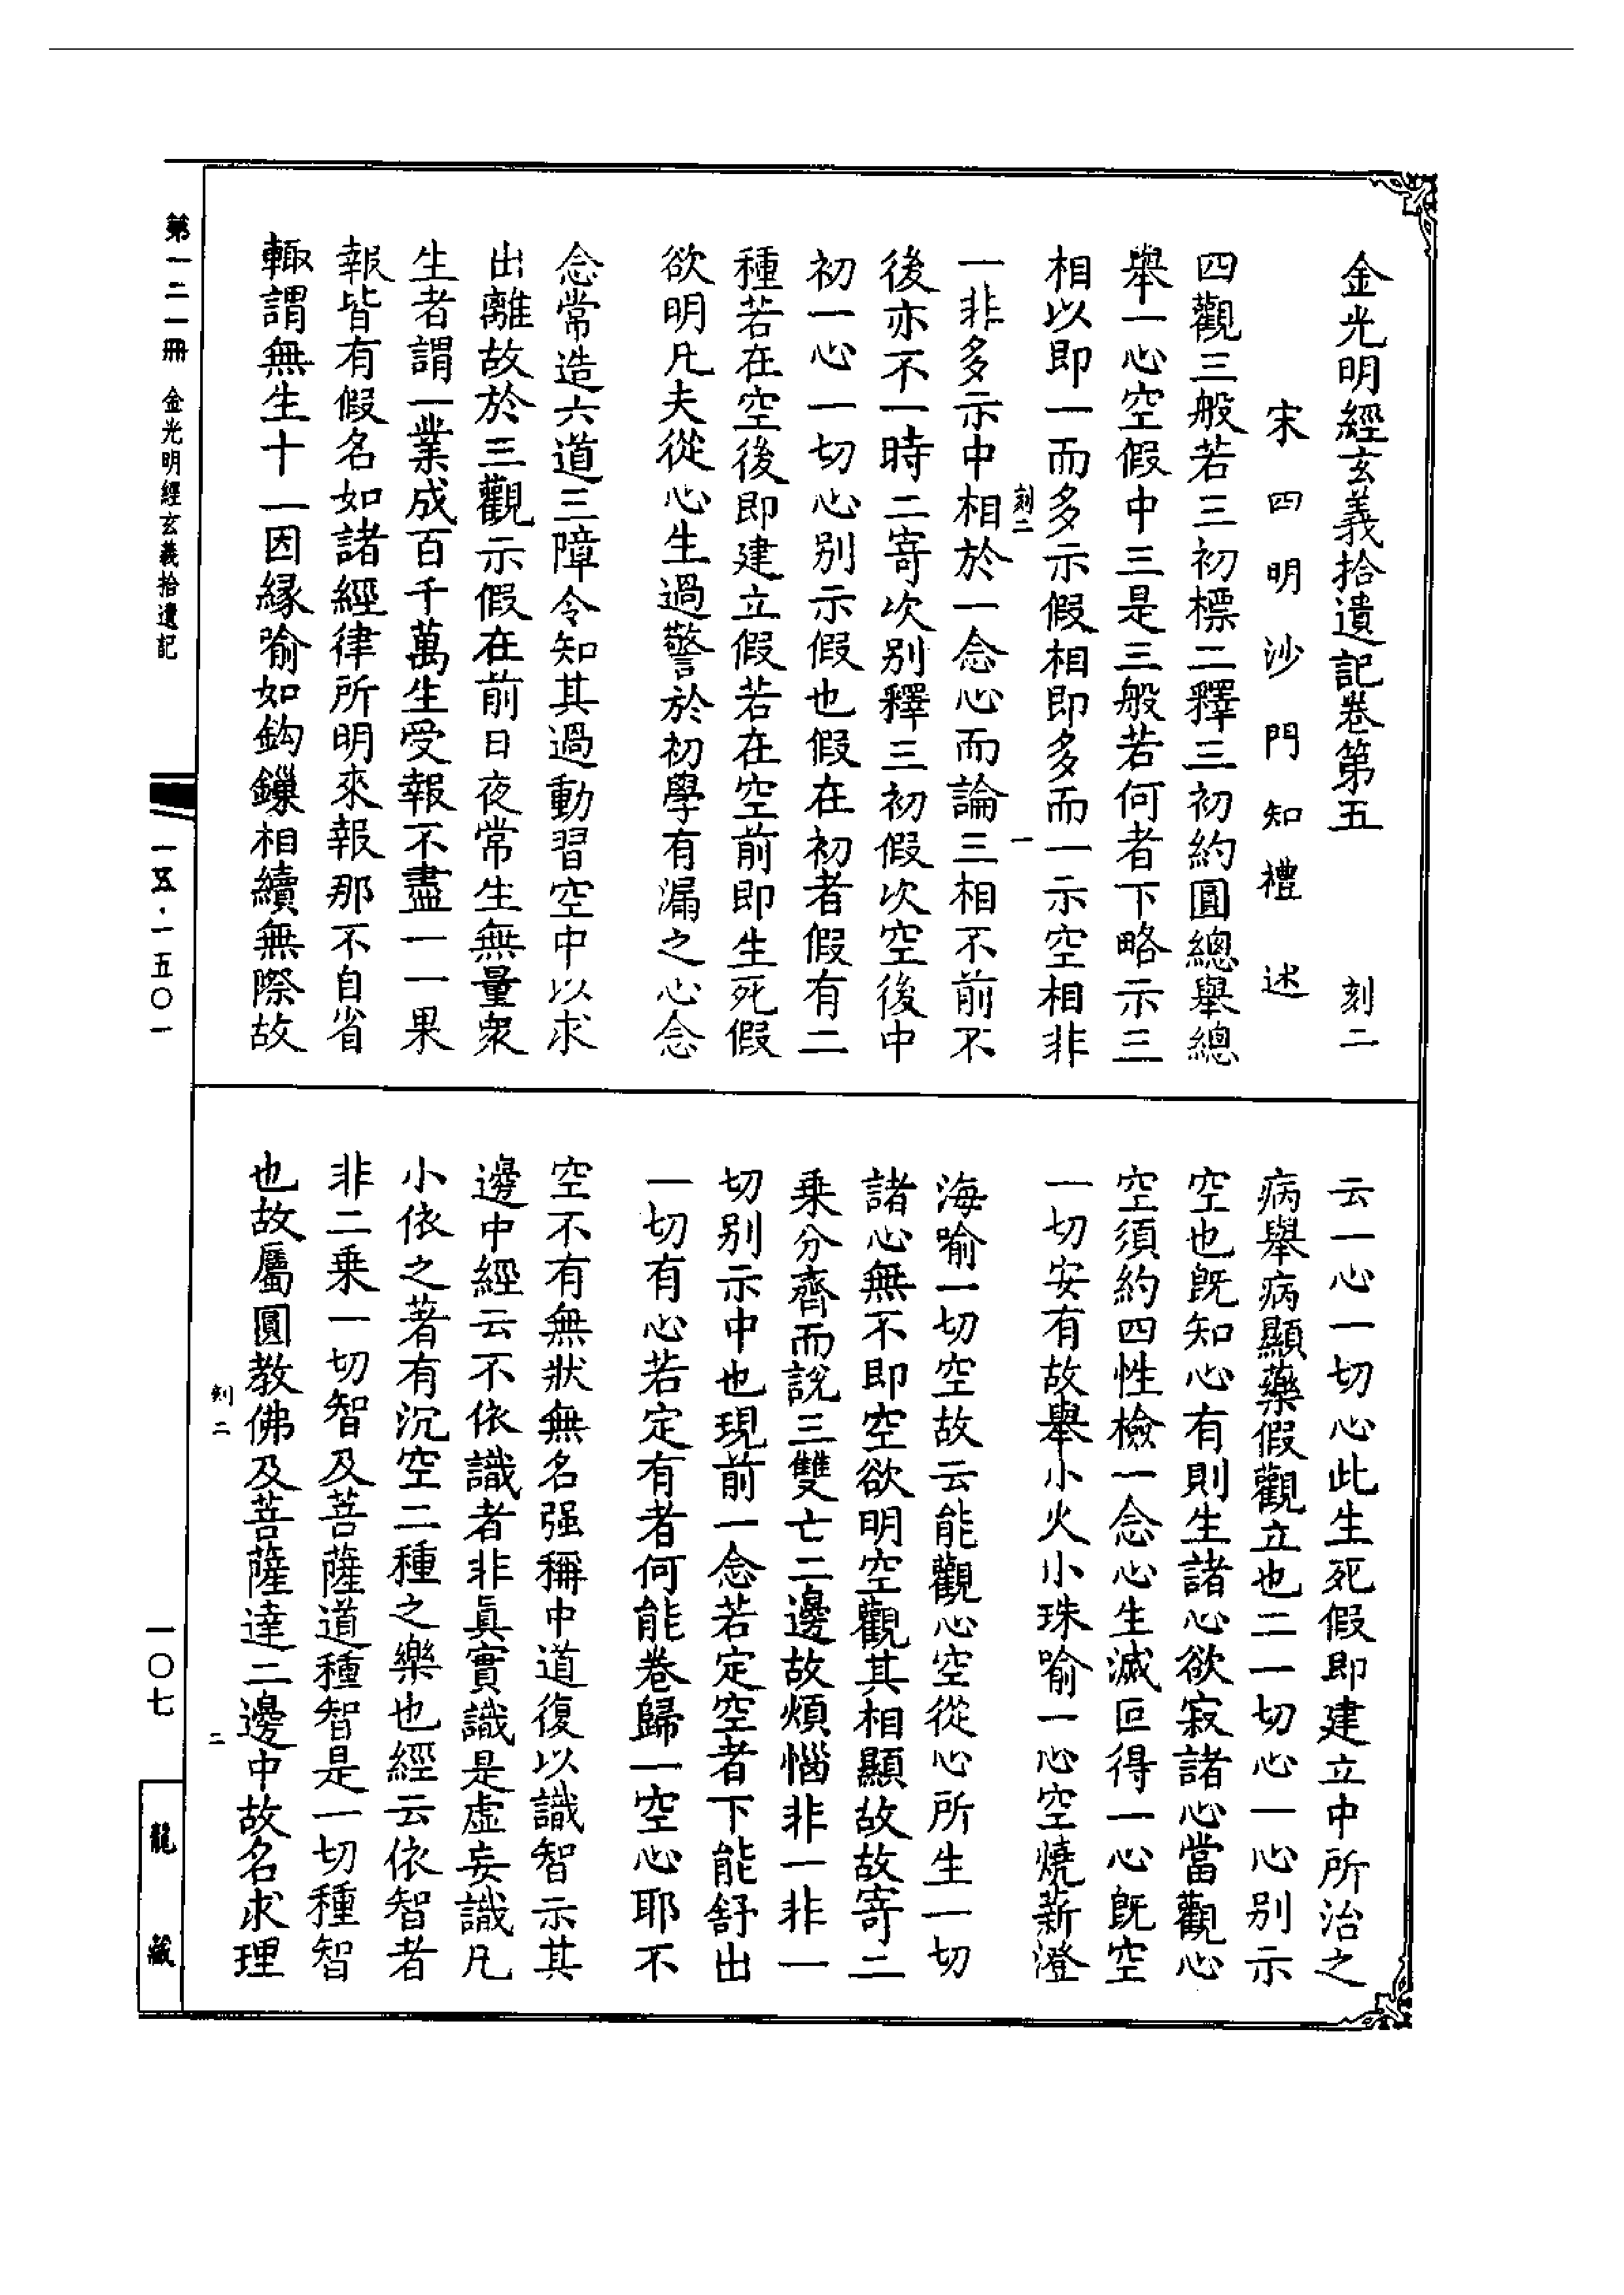 金光明經玄義拾遺記卷第五 刻二
宋四明沙門知禮述
四觀三般若三初標二釋三初約圓總舉總
舉一心空假中三是三般若何者下略示三
相以即一而多示假相即多而一示空相非
刻二 一
一非多示中相於一念心而論三相不前不
後亦不一時二寄次別釋三初假次空後中
初一心一切心別示假也假在初者假有二
種若在空後即建立假若在空前即生死假
欲明凡夫從心生過警於初學有漏之心念
念常造六道三障令知其過動習空中以求
出離故於三觀示假在前日夜常生無量衆
生者謂一業成百千萬生受報不盡一一果
報皆有假名如諸經律所明來報那不自省
輙謂無生十一因緣喻如鈎鏁相續無際故
云一心一切心此生死假即建立中所治之
病舉病顯藥假觀立也二一切心一心別示
空也旣知心有則生諸心欲寂諸心當觀心
空須約四性檢一念心生滅叵得一心旣空
一切安有故舉小火小珠喻一心空燒薪澄
海喻一切空故云能觀心空從心所生一切
諸心無不即空欲明空觀其相顯故故寄二
乗分齊而說三雙亡二邊故煩惱非一非一
切别示中也現前一念若定空者下能舒出
一切有心若定有者何能卷歸一空心耶不
空不有無狀無名强稱中道復以識智示其
邊中經云不依識者非眞實識是虛妄識凡
小依之著有沉空二種之樂也經云依智者
非二乗一切智及菩薩道種智是一切種智
也故屬圓教佛及菩薩達二邊中故名求理
刻二 二
第一二一冊 金光明經玄義拾遺記
一五·一五〇一
一〇七
龍藏